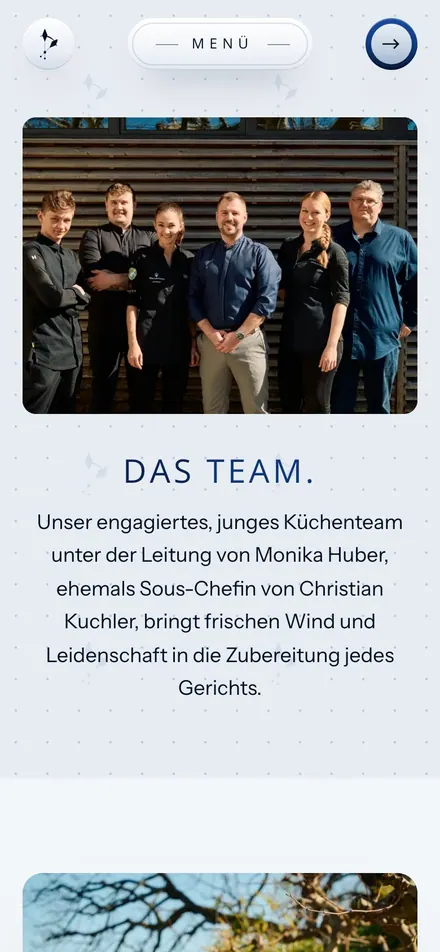 MENÜ
DAS TEAM.
Unser engagiertes, junges Küchenteam
unter der Leitung von Monika Huber,
ehemals Sous-Chefin von Christian
Kuchler, bringt frischen Wind und
Leidenschaft in die Zubereitung jedes
Gerichts.